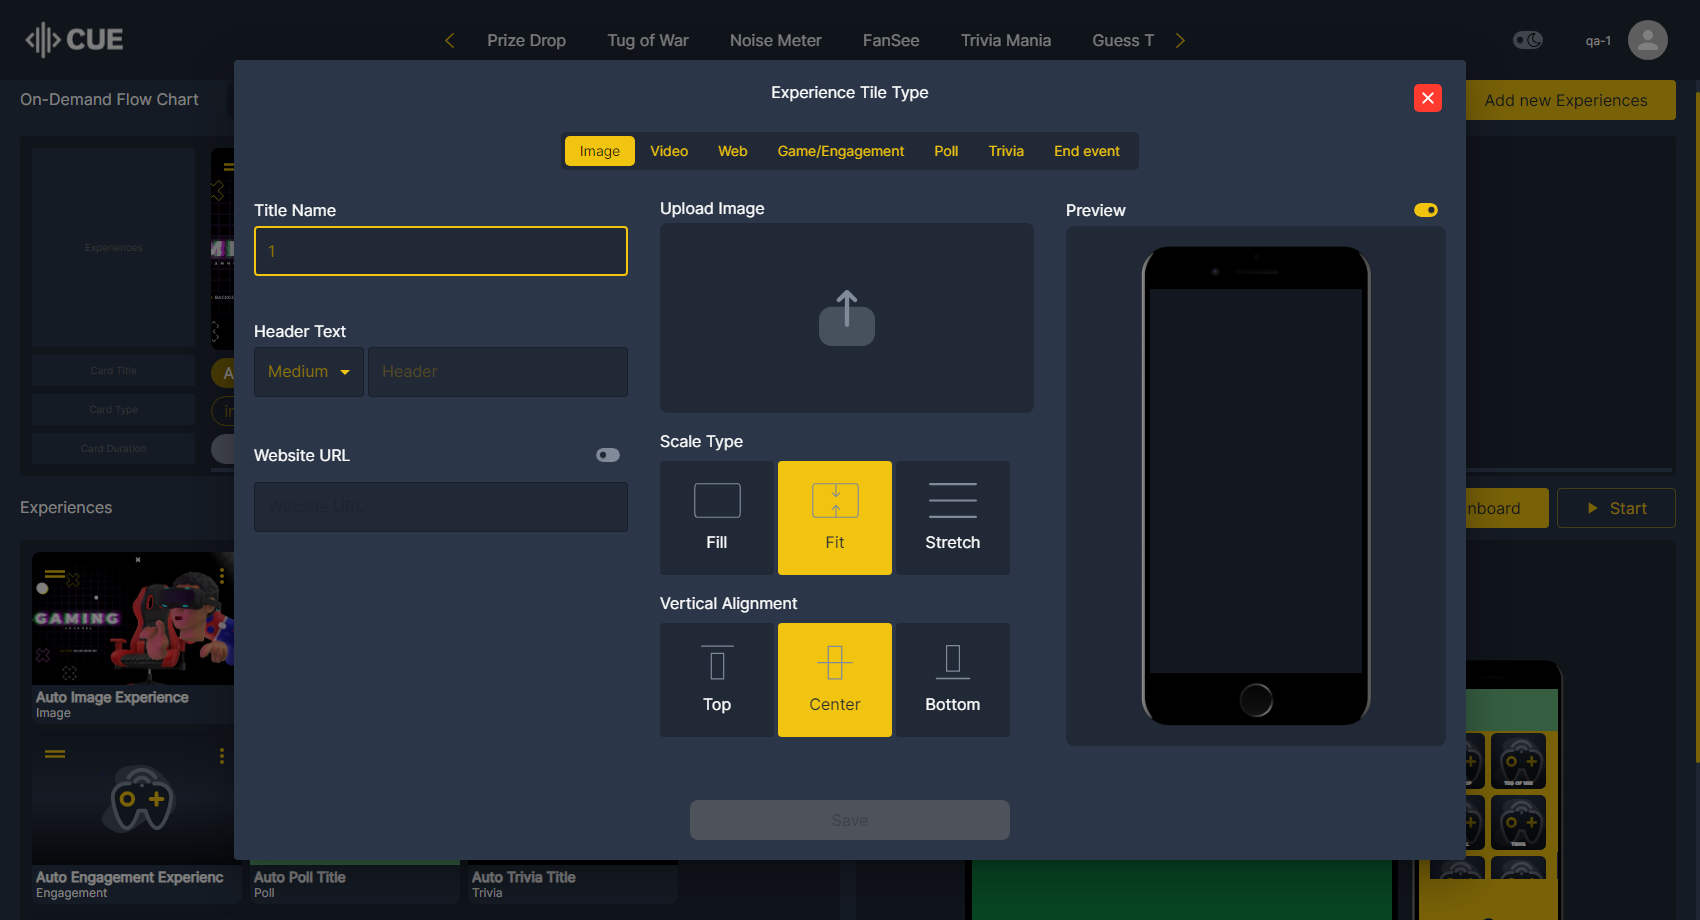 CUE
Prize Drop
Tug of War
Noise Meter
FanSee
Trivia Mania
Guess T
qa-1
On-Demand Flow Chart
Add new Experiences
Experience Tile Type
Image
Video
Web
Game/Engagement
Poll
Trivia
End event
Title Name
1
Header Text
Medium
Header
Website URL
Website URL
Upload Image
Scale Type
Fill
Fit
Stretch
Vertical Alignment
Top
Center
Bottom
Preview
Save
Experiences
Card Title
Card Type
Card Duration
A
in
Experiences
nboard
Start
GAMING
Auto Image Experience
Image
Auto Engagement Experienc
Engagement
Auto Poll Title
Poll
Auto Trivia Title
Trivia